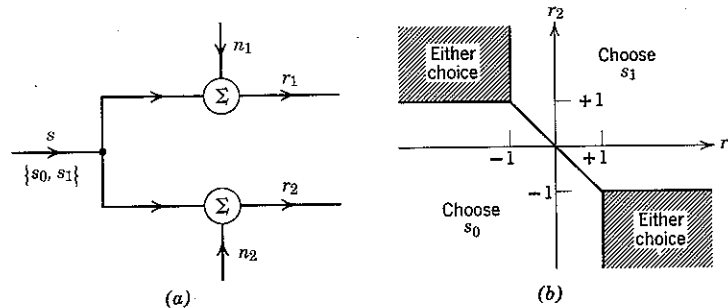 n₁
r₁
Σ
s
{s₀, s₁}
r₂
Σ
n₂
(a)
r₂
Either
choice
Choose
s₁
+1
−1
+1
r
−1
Choose
s₀
Either
choice
(b)